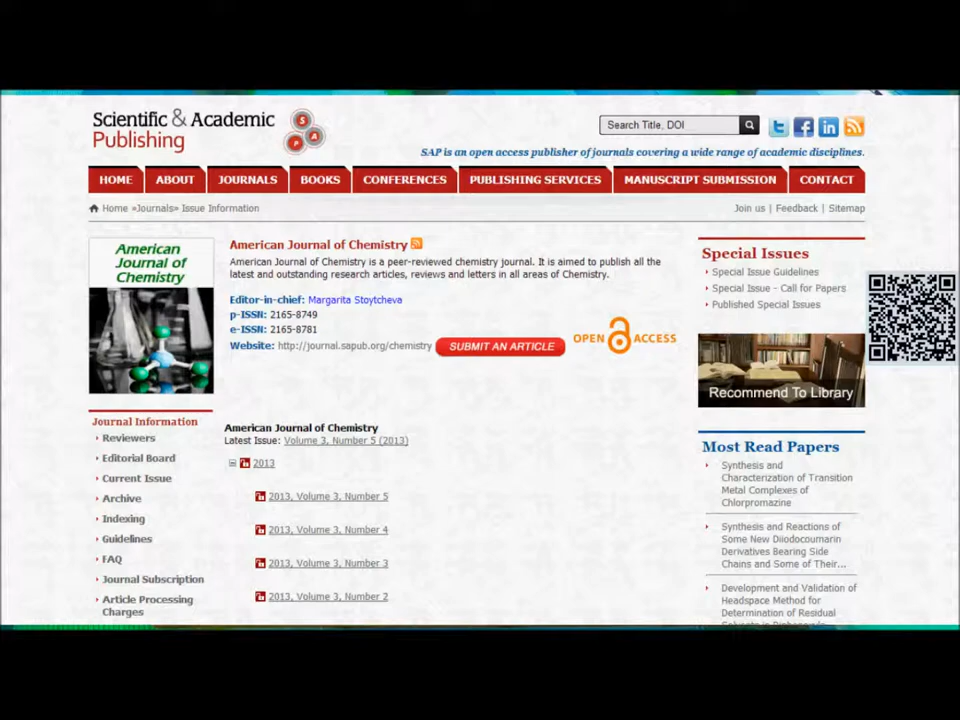 Scientific & Academic
Publishing
S
A
P
Search Title, DOI
SAP is an open access publisher of journals covering a wide range of academic disciplines.
HOME
ABOUT
JOURNALS
BOOKS
CONFERENCES
PUBLISHING SERVICES
MANUSCRIPT SUBMISSION
CONTACT
Home »Journals» Issue Information
Join us | Feedback | Sitemap
American
Journal of
Chemistry
American Journal of Chemistry
American Journal of Chemistry is a peer-reviewed chemistry journal. It is aimed to publish all the
latest and outstanding research articles, reviews and letters in all areas of Chemistry.
Editor-in-chief: Margarita Stoytcheva
p-ISSN: 2165-8749
e-ISSN: 2165-8781
Website: http://journal.sapub.org/chemistry
SUBMIT AN ARTICLE
OPEN ACCESS
Special Issues
Special Issue Guidelines
Special Issue - Call for Papers
Published Special Issues
Recommend To Library
Journal Information
Reviewers
Editorial Board
Current Issue
Archive
Indexing
Guidelines
FAQ
Journal Subscription
Article Processing
Charges
American Journal of Chemistry
Latest Issue: Volume 3, Number 5 (2013)
2013
2013, Volume 3, Number 5
2013, Volume 3, Number 4
2013, Volume 3, Number 3
2013, Volume 3, Number 2
Most Read Papers
Synthesis and
Characterization of Transition
Metal Complexes of
Chlorpromazine
Synthesis and Reactions of
Some New Diiodocoumarin
Derivatives Bearing Side
Chains and Some of Their...
Development and Validation of
Headspace Method for
Determination of Residual